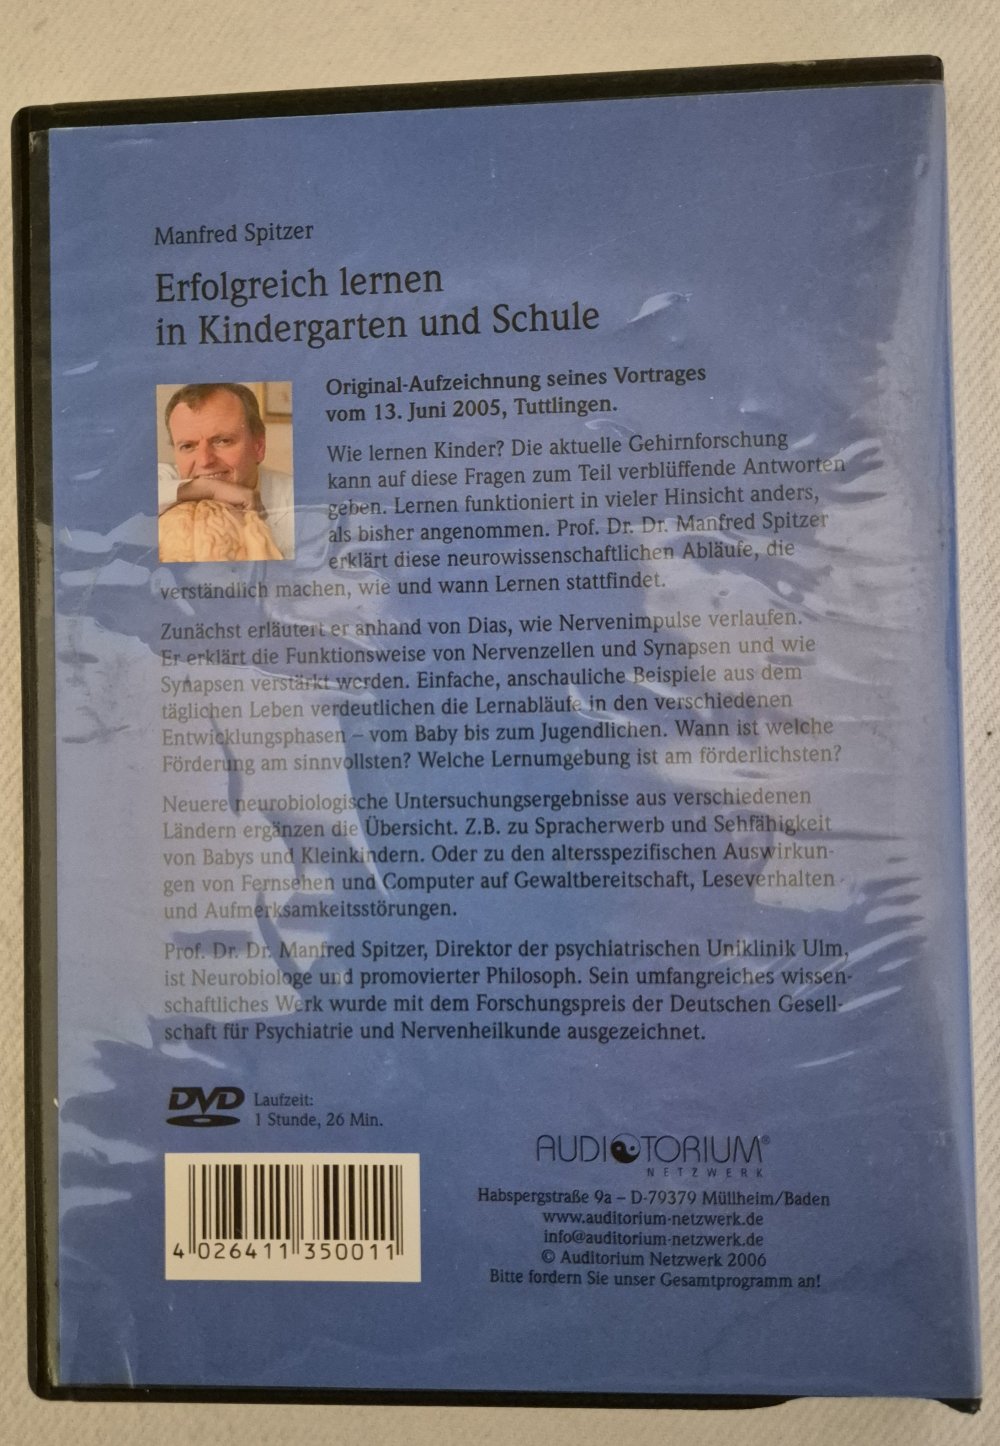 Manfred Spitzer
Erfolgreich lernen
in Kindergarten und Schule
Original-Aufzeichnung seines Vortrages
vom 13. Juni 2005, Tuttlingen.
Wie lernen Kinder? Die aktuelle Gehirnforschung
kann auf diese Fragen zum Teil verblüffende Antworten
geben. Lernen funktioniert in vieler Hinsicht anders,
als bisher angenommen. Prof. Dr. Dr. Manfred Spitzer
erklärt diese neurowissenschaftlichen Abläufe, die
verständlich machen, wie und wann Lernen stattfindet.
Zunächst erläutert er anhand von Dias, wie Nervenimpulse verlaufen.
Er erklärt die Funktionsweise von Nervenzellen und Synapsen und wie
Synapsen verstärkt werden. Einfache, anschauliche Beispiele aus dem
täglichen Leben verdeutlichen die Lernabläufe in den verschiedenen
Entwicklungsphasen – vom Baby bis zum Jugendlichen. Wann ist welche
Förderung am sinnvollsten? Welche Lernumgebung ist am förderlichsten?
Neuere neurobiologische Untersuchungsergebnisse aus verschiedenen
Ländern ergänzen die Übersicht. Z.B. zu Spracherwerb und Sehfähigkeit
von Babys und Kleinkindern. Oder zu den altersspezifischen Auswirkun-
gen von Fernsehen und Computer auf Gewaltbereitschaft, Leseverhalten
und Aufmerksamkeitsstörungen.
Prof. Dr. Dr. Manfred Spitzer, Direktor der psychiatrischen Uniklinik Ulm,
ist Neurobiologe und promovierter Philosoph. Sein umfangreiches wissen-
schaftliches Werk wurde mit dem Forschungspreis der Deutschen Gesell-
schaft für Psychiatrie und Nervenheilkunde ausgezeichnet.
DVD
Laufzeit:
1 Stunde, 26 Min.
4 026411 350011
AUDITORIUM®
NETZWERK
Habspergstraße 9a – D-79379 Müllheim/Baden
www.auditorium-netzwerk.de
info@auditorium-netzwerk.de
© Auditorium Netzwerk 2006
Bitte fordern Sie unser Gesamtprogramm an!